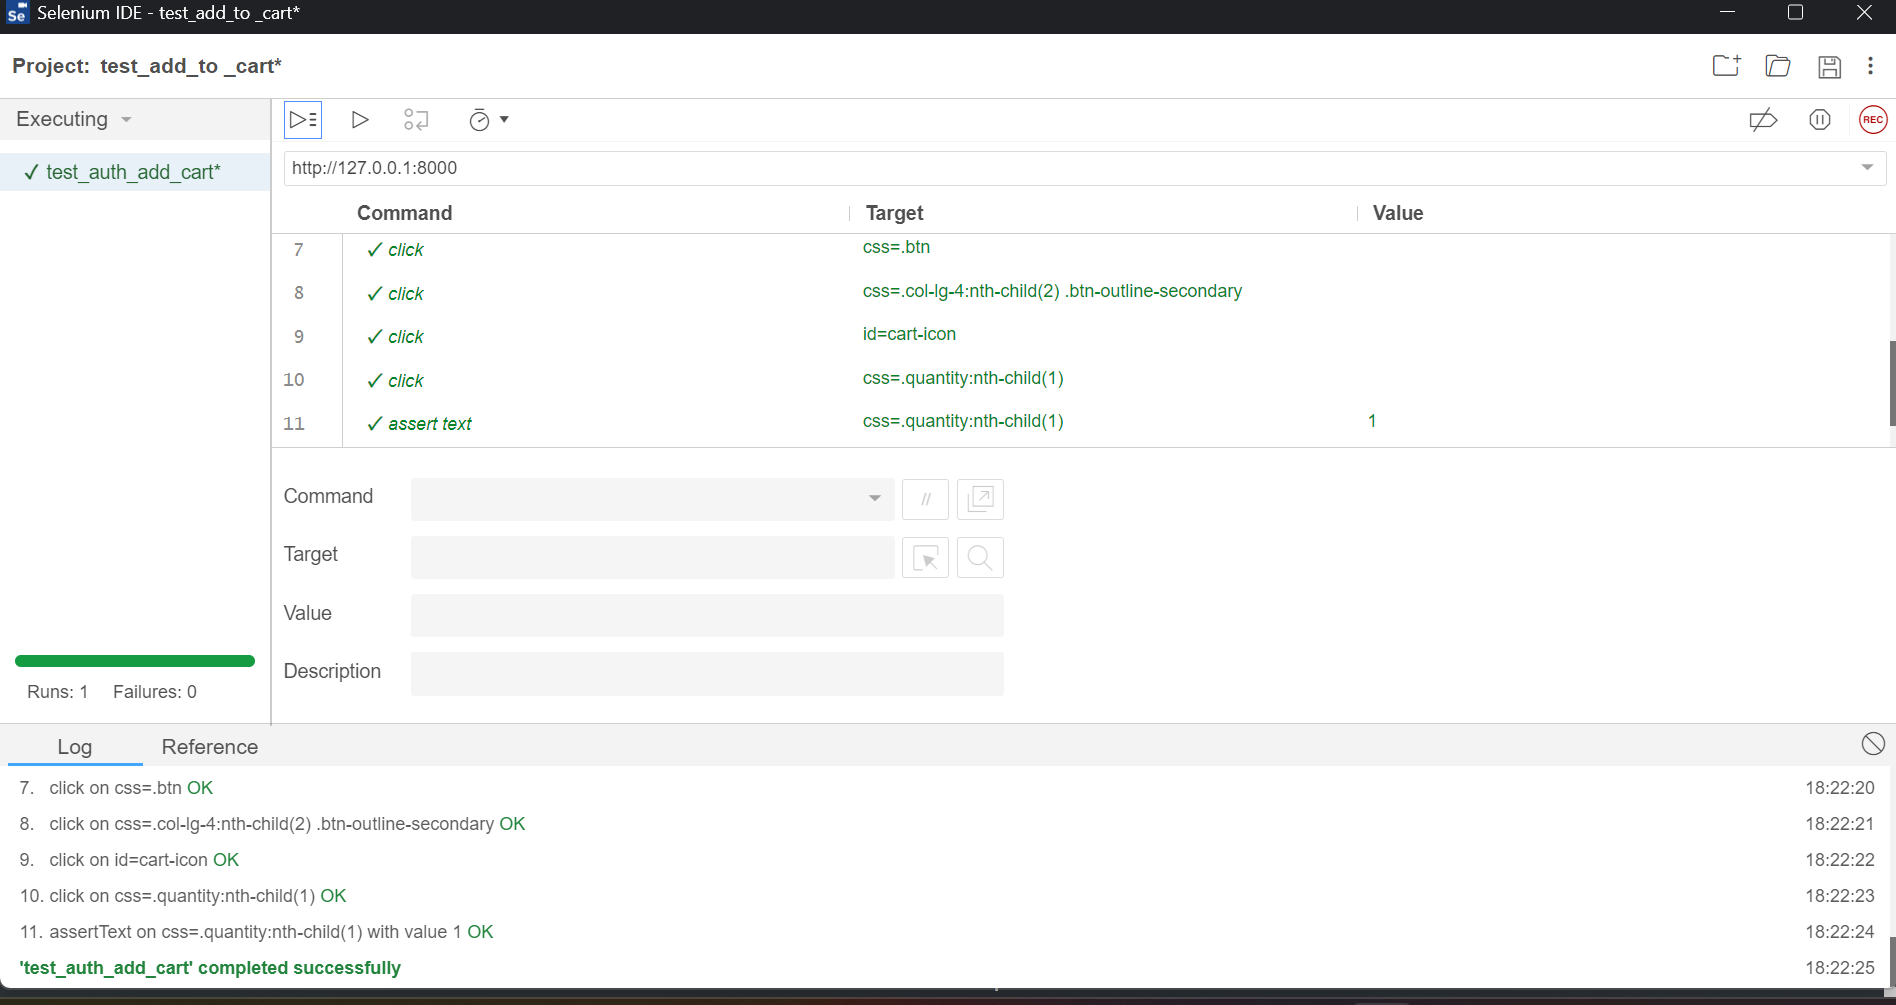 Se Selenium IDE - test_add_to _cart*
Project: test_add_to _cart*
Executing
REC
✓ test_auth_add_cart*
http://127.0.0.1:8000
Command Target Value
7 ✓ click css=.btn
8 ✓ click css=.col-lg-4:nth-child(2) .btn-outline-secondary
9 ✓ click id=cart-icon
10 ✓ click css=.quantity:nth-child(1)
11 ✓ assert text css=.quantity:nth-child(1) 1
Command //
Target
Value
Description
Runs: 1 Failures: 0
Log Reference
7. click on css=.btn OK 18:22:20
8. click on css=.col-lg-4:nth-child(2) .btn-outline-secondary OK 18:22:21
9. click on id=cart-icon OK 18:22:22
10. click on css=.quantity:nth-child(1) OK 18:22:23
11. assertText on css=.quantity:nth-child(1) with value 1 OK 18:22:24
'test_auth_add_cart' completed successfully 18:22:25